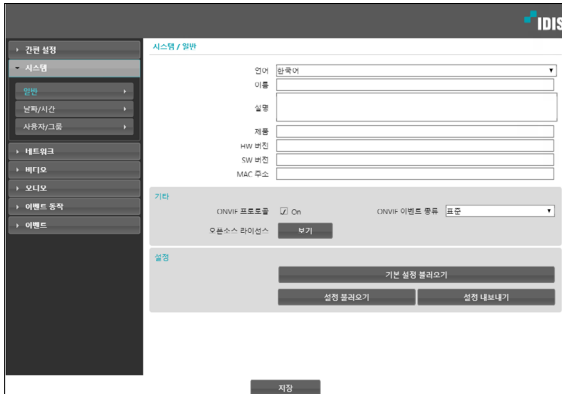 IDIS
간편 설정
시스템
일반
날짜/시간
사용자/그룹
네트워크
비디오
오디오
이벤트 동작
이벤트
시스템 / 일반
언어 한국어
이름
설명
제품
HW 버전
SW 버전
MAC 주소
기타
ONVIF 프로토콜 On ONVIF 이벤트 종류 표준
오픈소스 라이선스 보기
설정
기본 설정 불러오기
설정 불러오기 설정 내보내기
저장